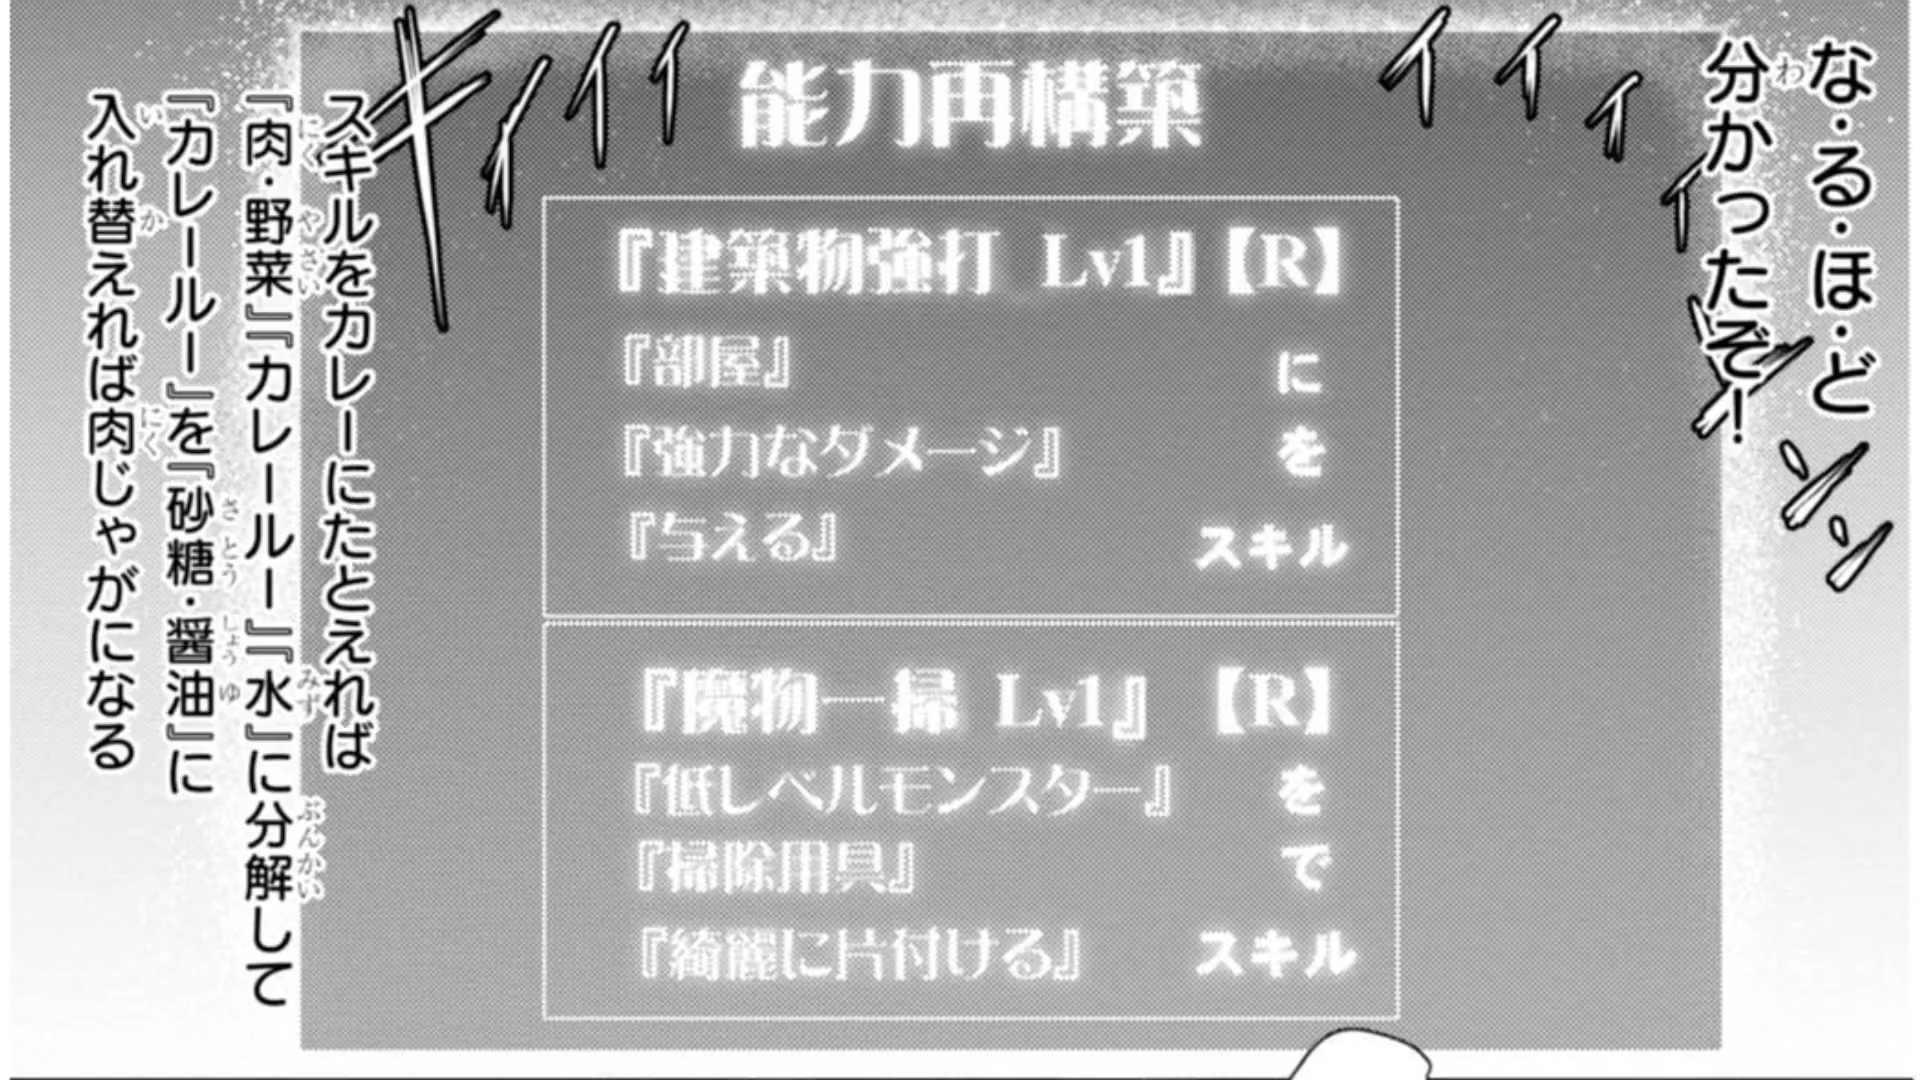 な・る・ほ・ど
分かったぞ！
キィイイイイィィンン
能力再構築
『建築物強打 Lv1』【R】
『部屋』 に
『強力なダメージ』 を
『与える』 スキル
『魔物一掃 Lv1』【R】
『低レベルモンスター』 を
『掃除用具』 で
『綺麗に片付ける』 スキル
スキルをカレーにたとえれば
『肉・野菜』『カレールー』『水』に分解して
『カレールー』を『砂糖・醤油』に
入れ替えれば肉じゃがになる